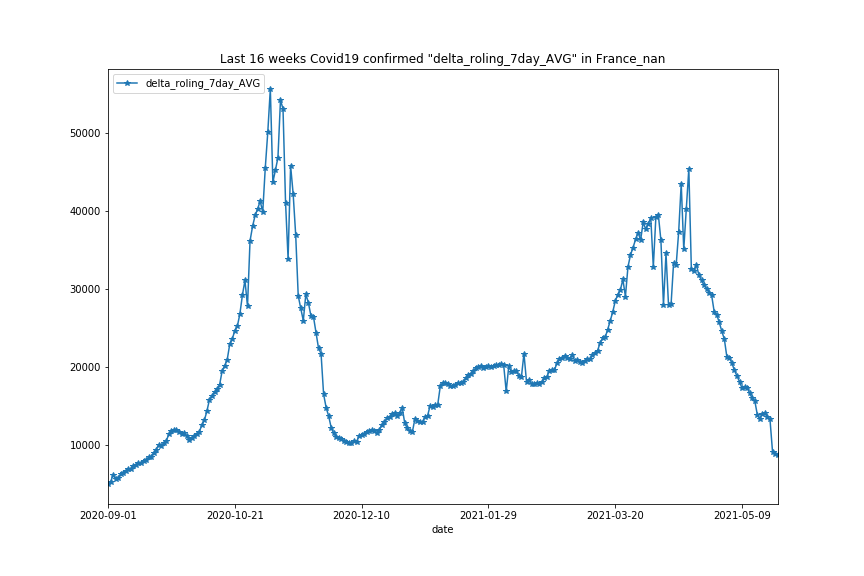 Last 16 weeks Covid19 confirmed "delta_roling_7day_AVG" in France_nan
delta_roling_7day_AVG
50000
40000
30000
20000
10000
2020-09-01 2020-10-21 2020-12-10 2021-01-29 2021-03-20 2021-05-09
date